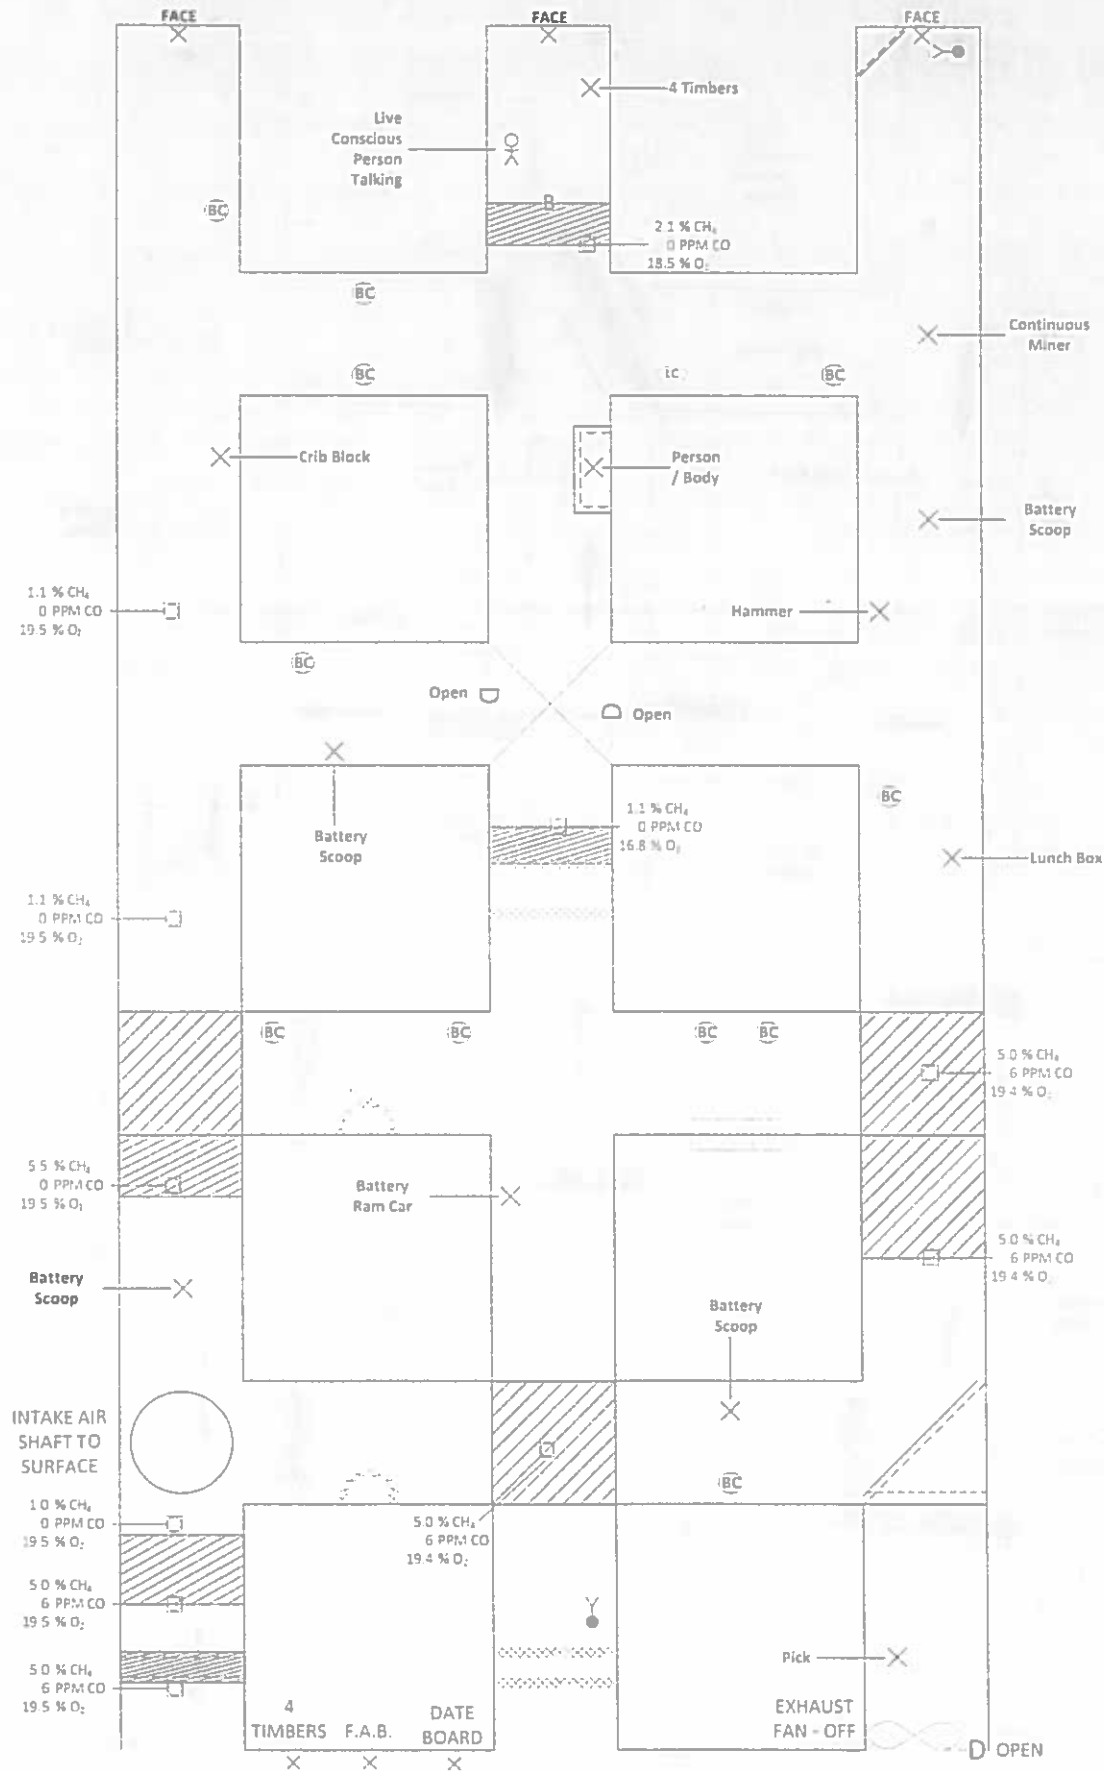 FACE
FACE
FACE
4 Timbers
Live
Conscious
Person
Talking
B
BC
2.1 % CH₄
0 PPM CO
18.5 % O₂
BC
Continuous
Miner
BC
BC
Crib Block
Person
/ Body
Battery
Scoop
1.1 % CH₄
0 PPM CO
19.5 % O₂
Hammer
BC
Open
D
D
Open
Battery
Scoop
BC
1.1 % CH₄
0 PPM CO
16.8 % O₂
Lunch Box
1.1 % CH₄
0 PPM CO
19.5 % O₂
BC
BC
BC
BC
5.0 % CH₄
6 PPM CO
19.4 % O₂
5.5 % CH₄
0 PPM CO
19.5 % O₂
Battery
Ram Car
5.0 % CH₄
6 PPM CO
19.4 % O₂
Battery
Scoop
Battery
Scoop
INTAKE AIR
SHAFT TO
SURFACE
BC
1.0 % CH₄
0 PPM CO
19.5 % O₂
5.0 % CH₄
6 PPM CO
19.4 % O₂
5.0 % CH₄
6 PPM CO
19.5 % O₂
5.0 % CH₄
6 PPM CO
19.5 % O₂
Pick
4
TIMBERS
F.A.B.
DATE
BOARD
EXHAUST
FAN - OFF
D OPEN